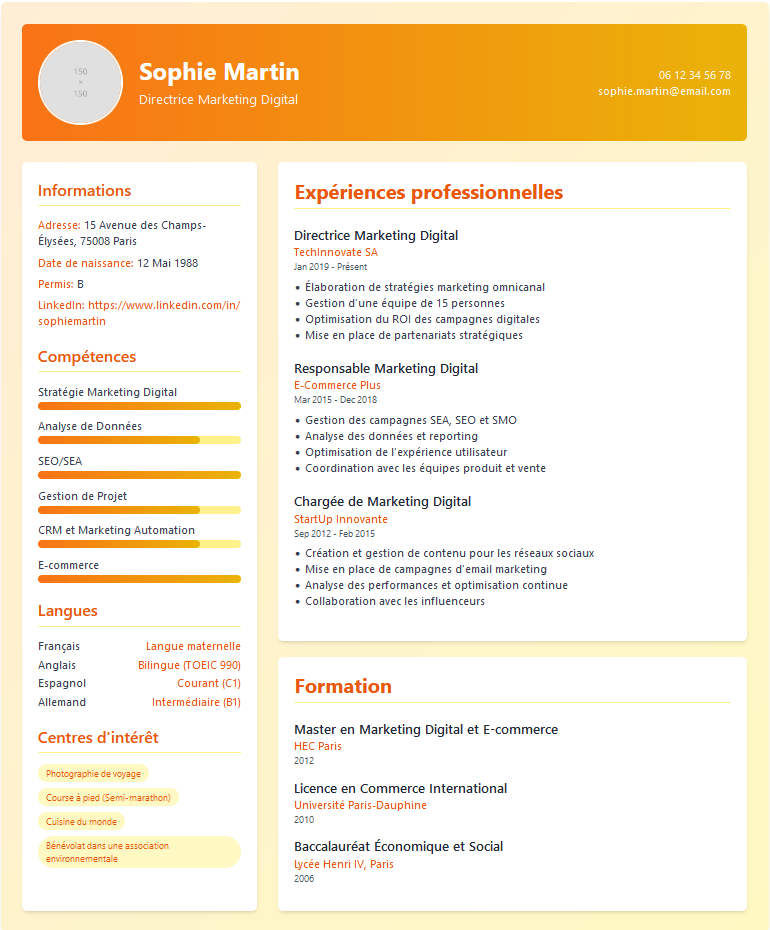 150
×
150
Sophie Martin
Directrice Marketing Digital
06 12 34 56 78
sophie.martin@email.com
Informations
Adresse: 15 Avenue des Champs-
Élysées, 75008 Paris
Date de naissance: 12 Mai 1988
Permis: B
LinkedIn: https://www.linkedin.com/in/
sophiemartin
Compétences
Stratégie Marketing Digital
Analyse de Données
SEO/SEA
Gestion de Projet
CRM et Marketing Automation
E-commerce
Langues
Français Langue maternelle
Anglais Bilingue (TOEIC 990)
Espagnol Courant (C1)
Allemand Intermédiaire (B1)
Centres d'intérêt
Photographie de voyage
Course à pied (Semi-marathon)
Cuisine du monde
Bénévolat dans une association
environnementale
Expériences professionnelles
Directrice Marketing Digital
TechInnovate SA
Jan 2019 - Présent
• Élaboration de stratégies marketing omnicanal
• Gestion d'une équipe de 15 personnes
• Optimisation du ROI des campagnes digitales
• Mise en place de partenariats stratégiques
Responsable Marketing Digital
E-Commerce Plus
Mar 2015 - Dec 2018
• Gestion des campagnes SEA, SEO et SMO
• Analyse des données et reporting
• Optimisation de l'expérience utilisateur
• Coordination avec les équipes produit et vente
Chargée de Marketing Digital
StartUp Innovante
Sep 2012 - Feb 2015
• Création et gestion de contenu pour les réseaux sociaux
• Mise en place de campagnes d'email marketing
• Analyse des performances et optimisation continue
• Collaboration avec les influenceurs
Formation
Master en Marketing Digital et E-commerce
HEC Paris
2012
Licence en Commerce International
Université Paris-Dauphine
2010
Baccalauréat Économique et Social
Lycée Henri IV, Paris
2006